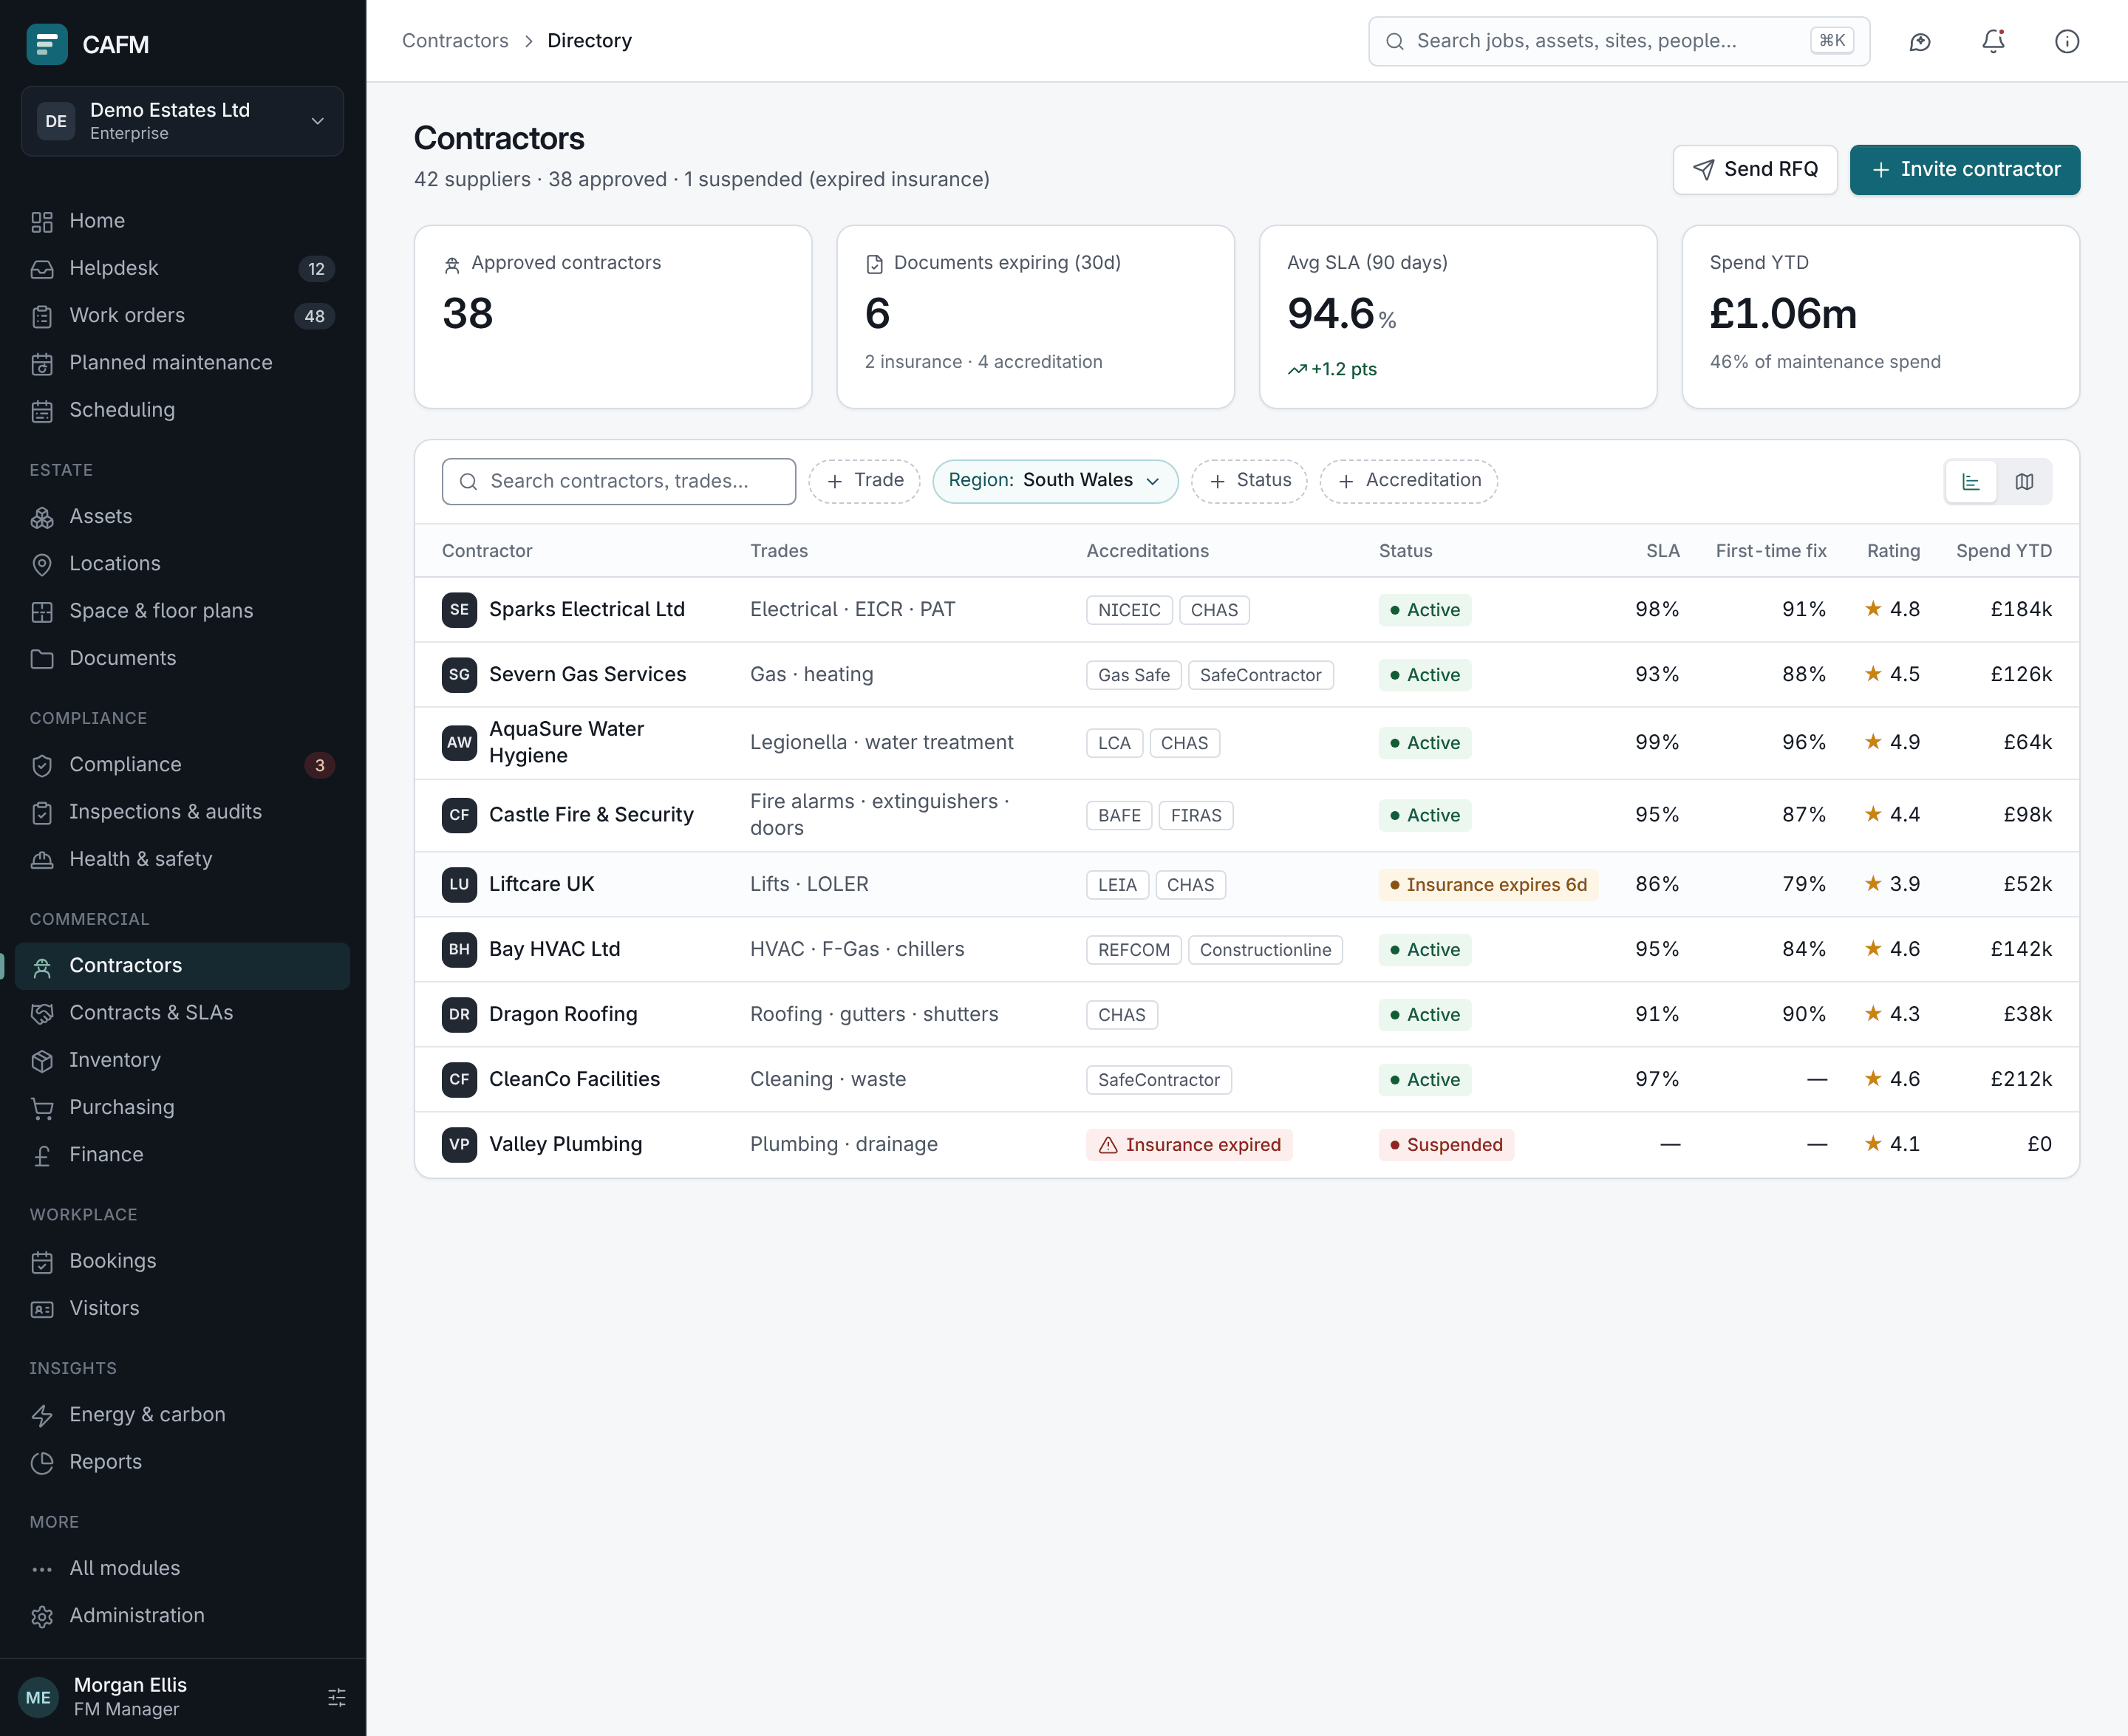 CAFM
DE
Demo Estates Ltd
Enterprise
Home
Helpdesk 12
Work orders 48
Planned maintenance
Scheduling
ESTATE
Assets
Locations
Space & floor plans
Documents
COMPLIANCE
Compliance 3
Inspections & audits
Health & safety
COMMERCIAL
Contractors
Contracts & SLAs
Inventory
Purchasing
Finance
WORKPLACE
Bookings
Visitors
INSIGHTS
Energy & carbon
Reports
MORE
All modules
Administration
ME
Morgan Ellis
FM Manager
Contractors Directory
Search jobs, assets, sites, people... ⌘K
Contractors
42 suppliers · 38 approved · 1 suspended (expired insurance)
Send RFQ
Invite contractor
Approved contractors
38
Documents expiring (30d)
6
2 insurance · 4 accreditation
Avg SLA (90 days)
94.6%
+1.2 pts
Spend YTD
£1.06m
46% of maintenance spend
Search contractors, trades... Trade Region: South Wales Status Accreditation
Contractor Trades Accreditations Status SLA First-time fix Rating Spend YTD
SE Sparks Electrical Ltd Electrical · EICR · PAT NICEIC CHAS Active 98% 91% ★ 4.8 £184k
SG Severn Gas Services Gas · heating Gas Safe SafeContractor Active 93% 88% ★ 4.5 £126k
AW AquaSure Water
Hygiene Legionella · water treatment LCA CHAS Active 99% 96% ★ 4.9 £64k
CF Castle Fire & Security Fire alarms · extinguishers ·
doors BAFE FIRAS Active 95% 87% ★ 4.4 £98k
LU Liftcare UK Lifts · LOLER LEIA CHAS Insurance expires 6d 86% 79% ★ 3.9 £52k
BH Bay HVAC Ltd HVAC · F-Gas · chillers REFCOM Constructionline Active 95% 84% ★ 4.6 £142k
DR Dragon Roofing Roofing · gutters · shutters CHAS Active 91% 90% ★ 4.3 £38k
CF CleanCo Facilities Cleaning · waste SafeContractor Active 97% — ★ 4.6 £212k
VP Valley Plumbing Plumbing · drainage Insurance expired Suspended — — ★ 4.1 £0